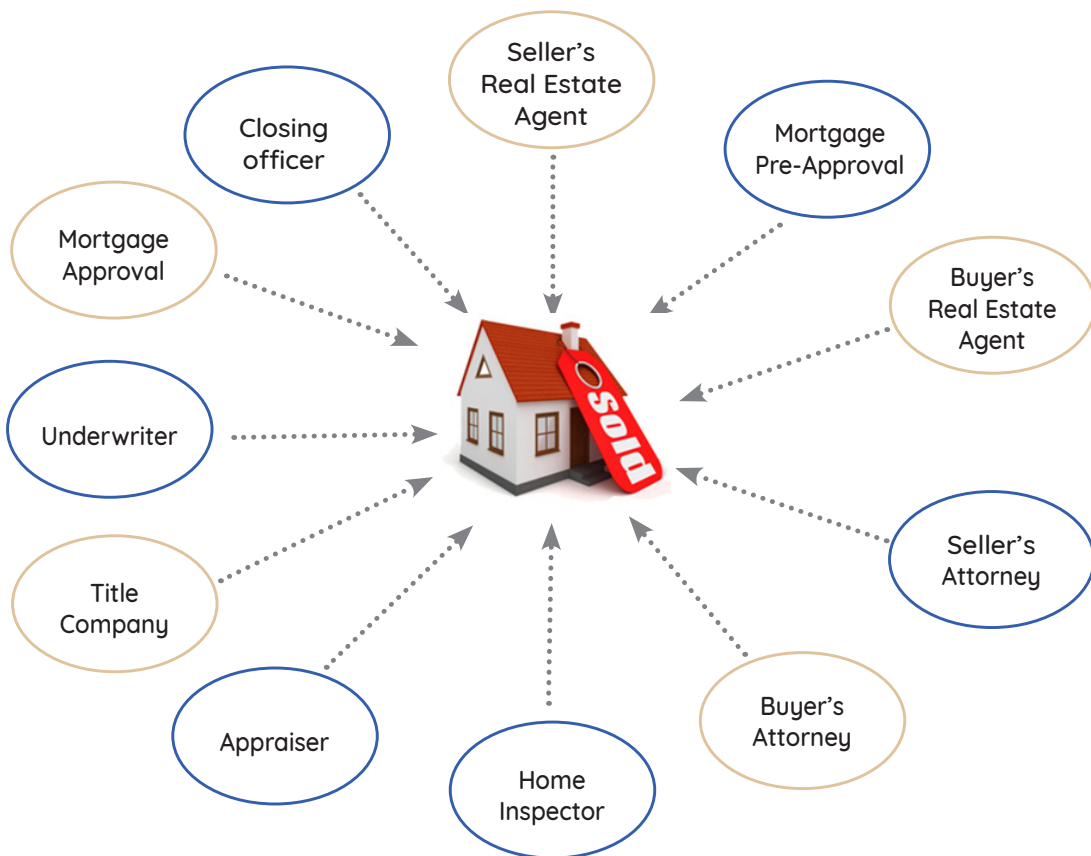 Seller’s
Real Estate
Agent
Closing
officer
Mortgage
Pre-Approval
Mortgage
Approval
Buyer’s
Real Estate
Agent
sold
Underwriter
Seller’s
Attorney
Title
Company
Buyer’s
Attorney
Appraiser
Home
Inspector